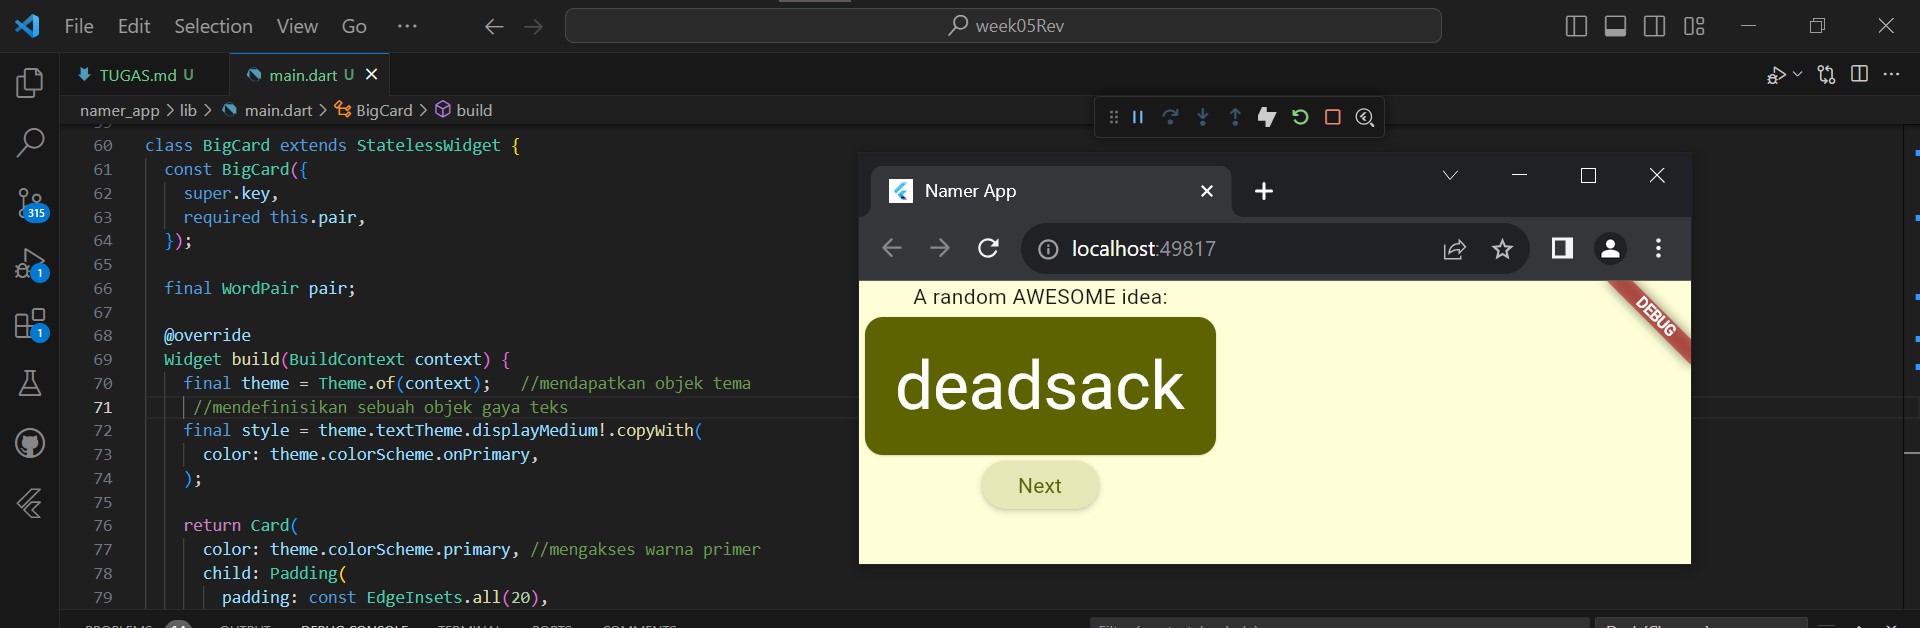 File Edit Selection View Go ··· week05Rev
TUGAS.md U main.dart U
namer_app > lib > main.dart > BigCard > build
60 class BigCard extends StatelessWidget {
61 const BigCard({
62 super.key,
63 required this.pair,
64 });
65
66 final WordPair pair;
67
68 @override
69 Widget build(BuildContext context) {
70 final theme = Theme.of(context); //mendapatkan objek tema
71 //mendefinisikan sebuah objek gaya teks
72 final style = theme.textTheme.displayMedium!.copyWith(
73 color: theme.colorScheme.onPrimary,
74 );
75
76 return Card(
77 color: theme.colorScheme.primary, //mengakses warna primer
78 child: Padding(
79 padding: const EdgeInsets.all(20),
315
1
1
Namer App
localhost:49817
A random AWESOME idea:
DEBUG
deadsack
Next
PROBLEMS OUTPUT DEBUG CONSOLE TERMINAL PORTS COMMENTS